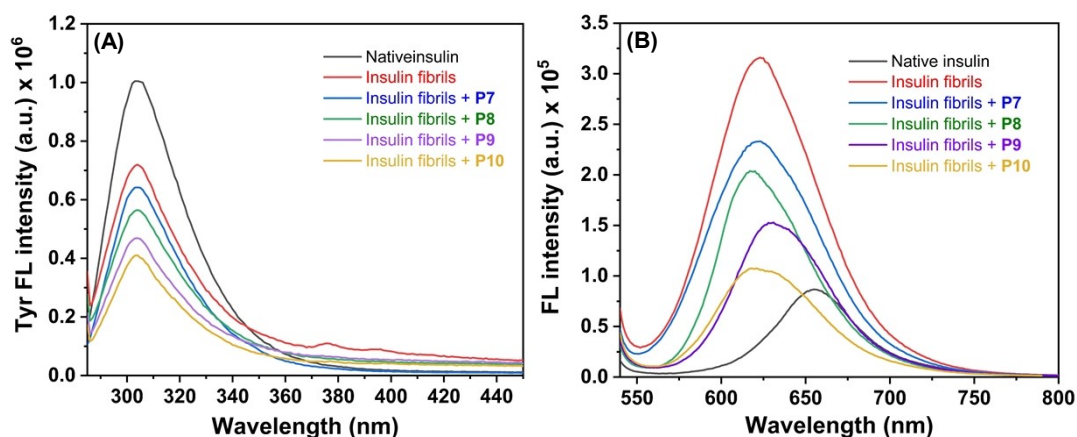 (A)
Tyr FL intensity (a.u.) x 10⁶
1.2
1.0
0.8
0.6
0.4
0.2
0.0
Nativeinsulin
Insulin fibrils
Insulin fibrils + P7
Insulin fibrils + P8
Insulin fibrils + P9
Insulin fibrils + P10
300 320 340 360 380 400 420 440
Wavelength (nm)
(B)
FL intensity (a.u.) x 10⁵
3.5
3.0
2.5
2.0
1.5
1.0
0.5
0.0
Native insulin
Insulin fibrils
Insulin fibrils + P7
Insulin fibrils + P8
Insulin fibrils + P9
Insulin fibrils + P10
550 600 650 700 750 800
Wavelength (nm)